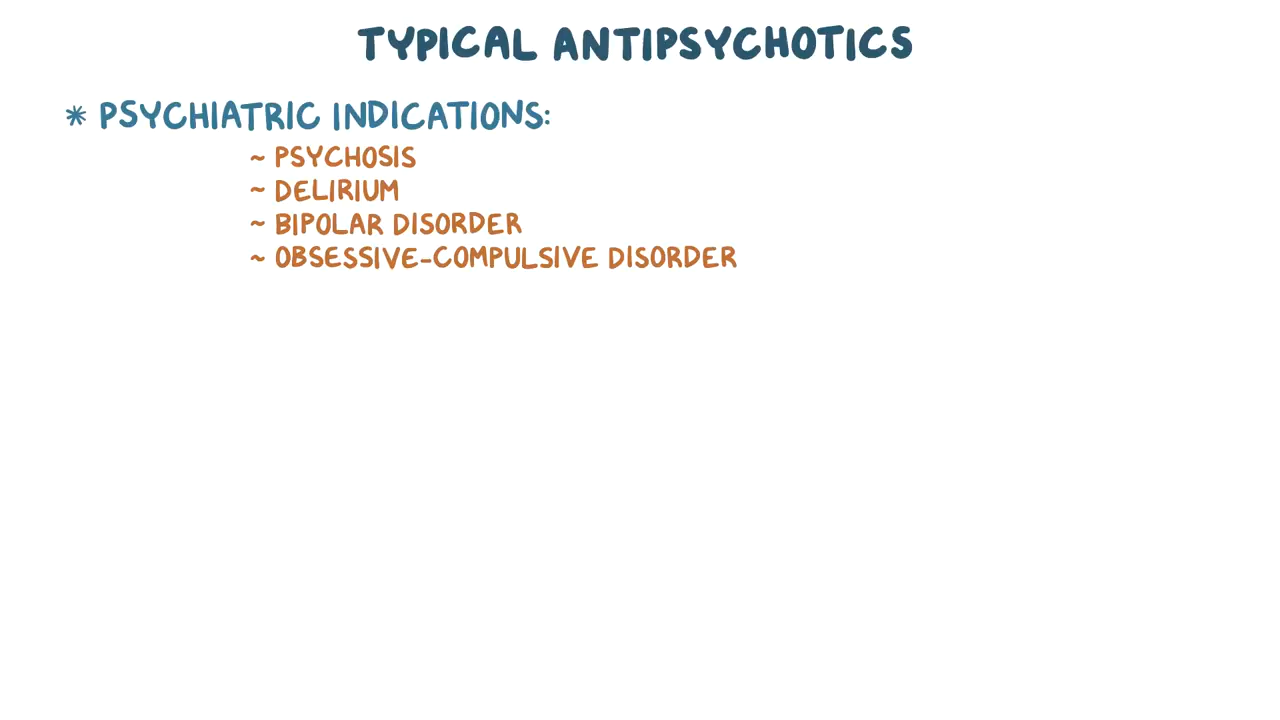 TYPICAL ANTIPSYCHOTICS
* PSYCHIATRIC INDICATIONS:
~ PSYCHOSIS
~ DELIRIUM
~ BIPOLAR DISORDER
~ OBSESSIVE-COMPULSIVE DISORDER